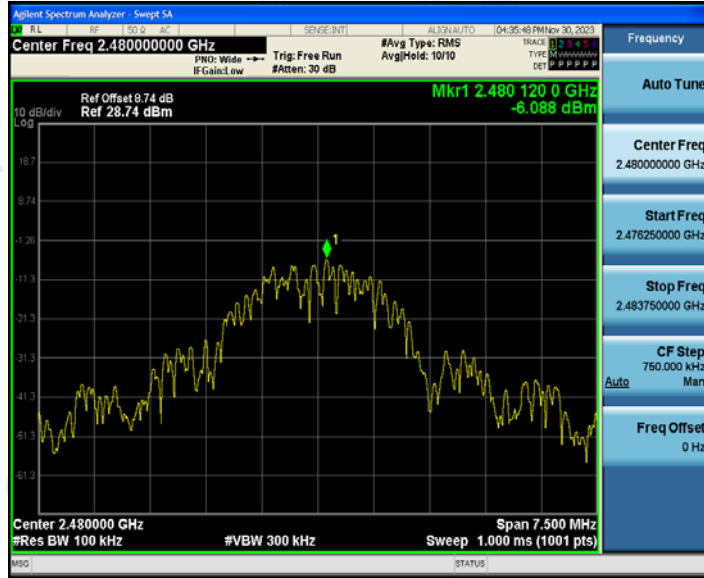 Agilent Spectrum Analyzer - Swept SA
RL RF 50 Ω AC SENSE:INT ALIGN AUTO 04:35:48 PM Nov 30, 2023
Center Freq 2.480000000 GHz
PNO: Wide
IFGain:Low
Trig: Free Run
#Atten: 30 dB
#Avg Type: RMS
Avg|Hold: 10/10
TRACE 1 2 3 4 5 6
TYPE M
DET P P P P P P
Ref Offset 8.74 dB
Ref 28.74 dBm
10 dB/div
Log
Mkr1 2.480 120 0 GHz
-6.088 dBm
18.7
8.74
-1.26
-11.3
-21.3
-31.3
-41.3
-51.3
-61.3
1
Center 2.480000 GHz
Span 7.500 MHz
#Res BW 100 kHz
#VBW 300 kHz
Sweep 1.000 ms (1001 pts)
MSG
STATUS
Frequency
Auto Tune
Center Freq
2.480000000 GHz
Start Freq
2.476250000 GHz
Stop Freq
2.483750000 GHz
CF Step
750.000 kHz
Auto Man
Freq Offset
0 Hz